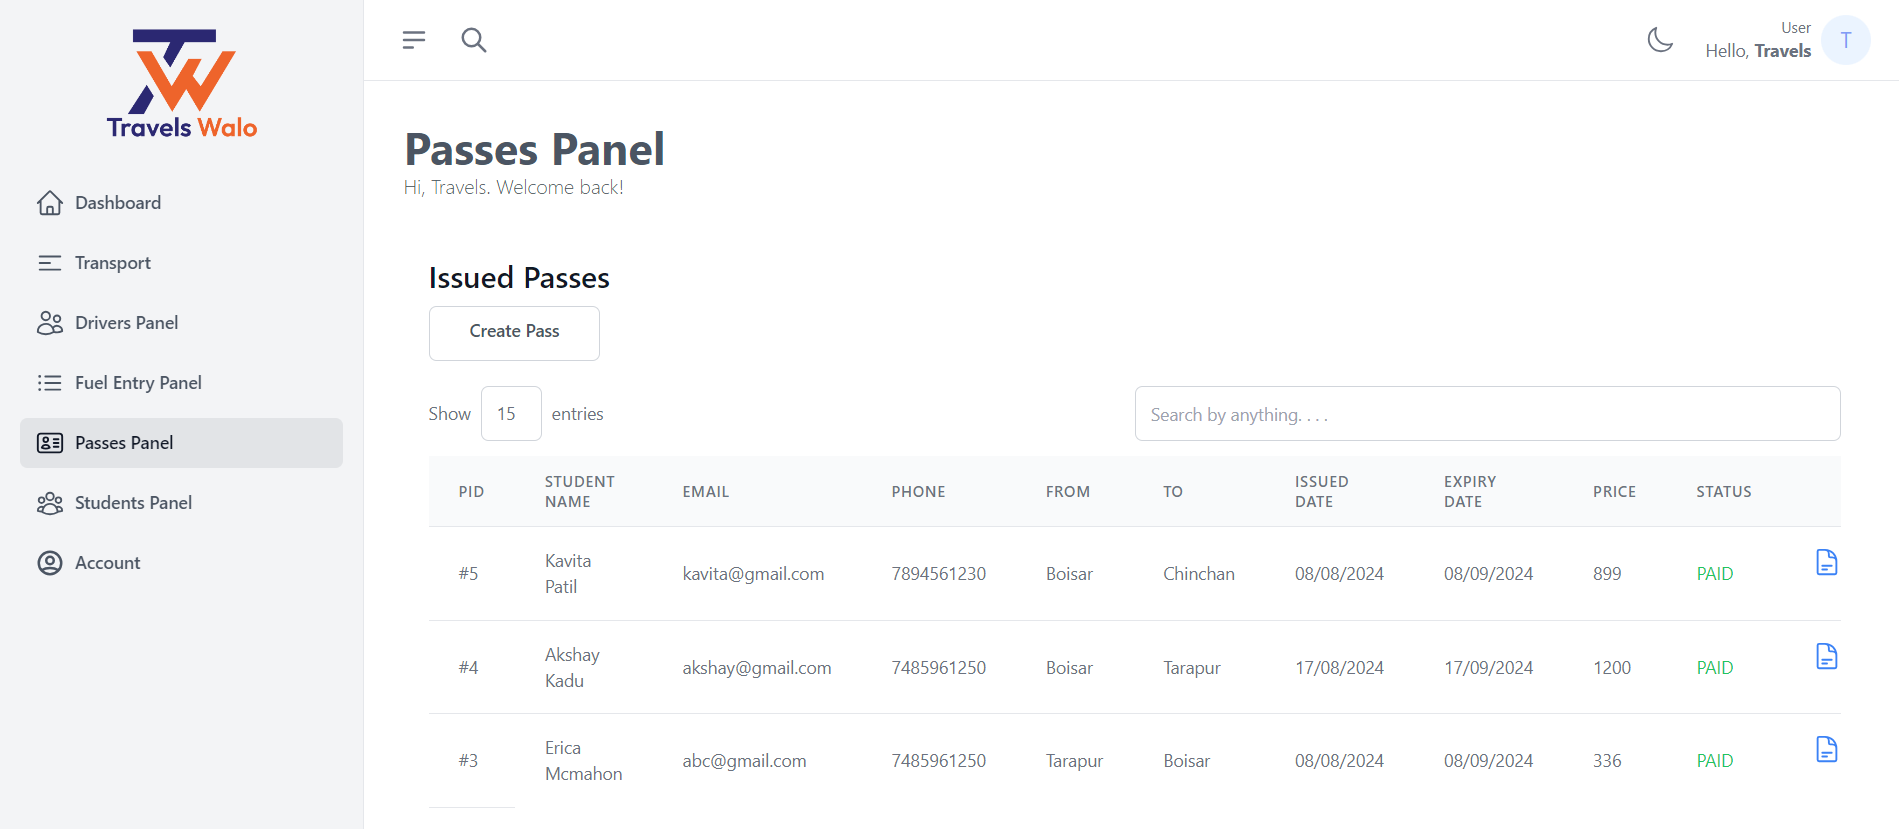 Travels Walo
Dashboard
Transport
Drivers Panel
Fuel Entry Panel
Passes Panel
Students Panel
Account
User
Hello, Travels
T
Passes Panel
Hi, Travels. Welcome back!
Issued Passes
Create Pass
Show 15 entries
Search by anything. . . .
PID STUDENT NAME EMAIL PHONE FROM TO ISSUED DATE EXPIRY DATE PRICE STATUS
#5 Kavita Patil kavita@gmail.com 7894561230 Boisar Chinchan 08/08/2024 08/09/2024 899 PAID
#4 Akshay Kadu akshay@gmail.com 7485961250 Boisar Tarapur 17/08/2024 17/09/2024 1200 PAID
#3 Erica Mcmahon abc@gmail.com 7485961250 Tarapur Boisar 08/08/2024 08/09/2024 336 PAID